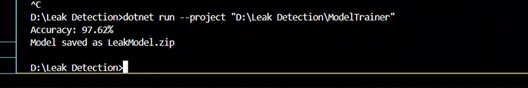 ^C
D:\Leak Detection>dotnet run --project "D:\Leak Detection\ModelTrainer"
Accuracy: 97.62%
Model saved as LeakModel.zip
D:\Leak Detection>